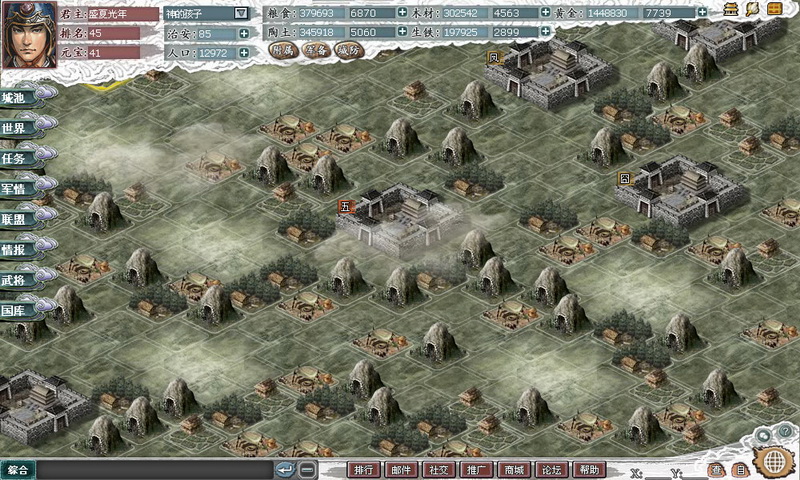 君主:盛夏光年 神的孩子 粮食:379693 6870 木材:302542 4563 黄金:1448830 7739
排名:45 治安:85 陶土:345918 5060 生铁:197925 2899
元宝:41 人口:12972 附属 军备 城防
凤
城池
世界
任务
囹
军情
五
联盟
情报
武将
国库
綜合 排行 邮件 社交 推广 商城 论坛 帮助 X: Y: 查 目